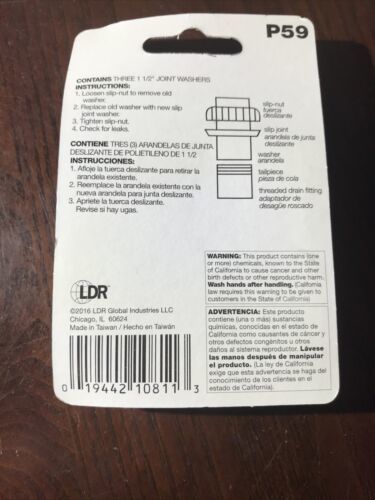 P59
CONTAINS THREE 1 1/2" JOINT WASHERS
INSTRUCTIONS:
1. Loosen slip-nut to remove old
washer.
2. Replace old washer with new slip
joint washer.
3. Tighten slip-nut.
4. Check for leaks.
CONTIENE TRES (3) ARANDELAS DE JUNTA
DESLIZANTE DE POLIETILENO DE 1 1/2
INSTRUCCIONES:
1. Afloje la tuerca deslizante para retirar la
arandela existente.
2. Reemplace la arandela existente con la
nueva arandela para junta deslizante.
3. Apriete la tuerca deslizante.
Revise si hay ugas.
slip-nut
tuerca
deslizante
slip joint
arandela de junta
deslizante
washer
arandela
tailpiece
pieza de cola
threaded drain fitting
adaptador de
desagüe roscado
WARNING: This product contains (one
or more) chemicals, known to the State
of California to cause cancer and other
birth defects or other reproductive harm.
Wash hands after handling. (California
law requires this warning to be given to
customers in the State of California)
ADVERTENCIA: Este producto
contiene una (o más) sustancias
químicas, conocidas en el estado de
California como causantes de cáncer y
otros defectos congénitos u otros
daños al sistema reproductor. Lávese
las manos después de manipular
el producto. (La ley de California
exige que esta advertencia se haga del
conocimiento de los clientes en el
estado de California.)
LDR
©2016 LDR Global Industries LLC
Chicago, IL 60624
Made in Taiwan / Hecho en Taiwán
0 19442 10811 3